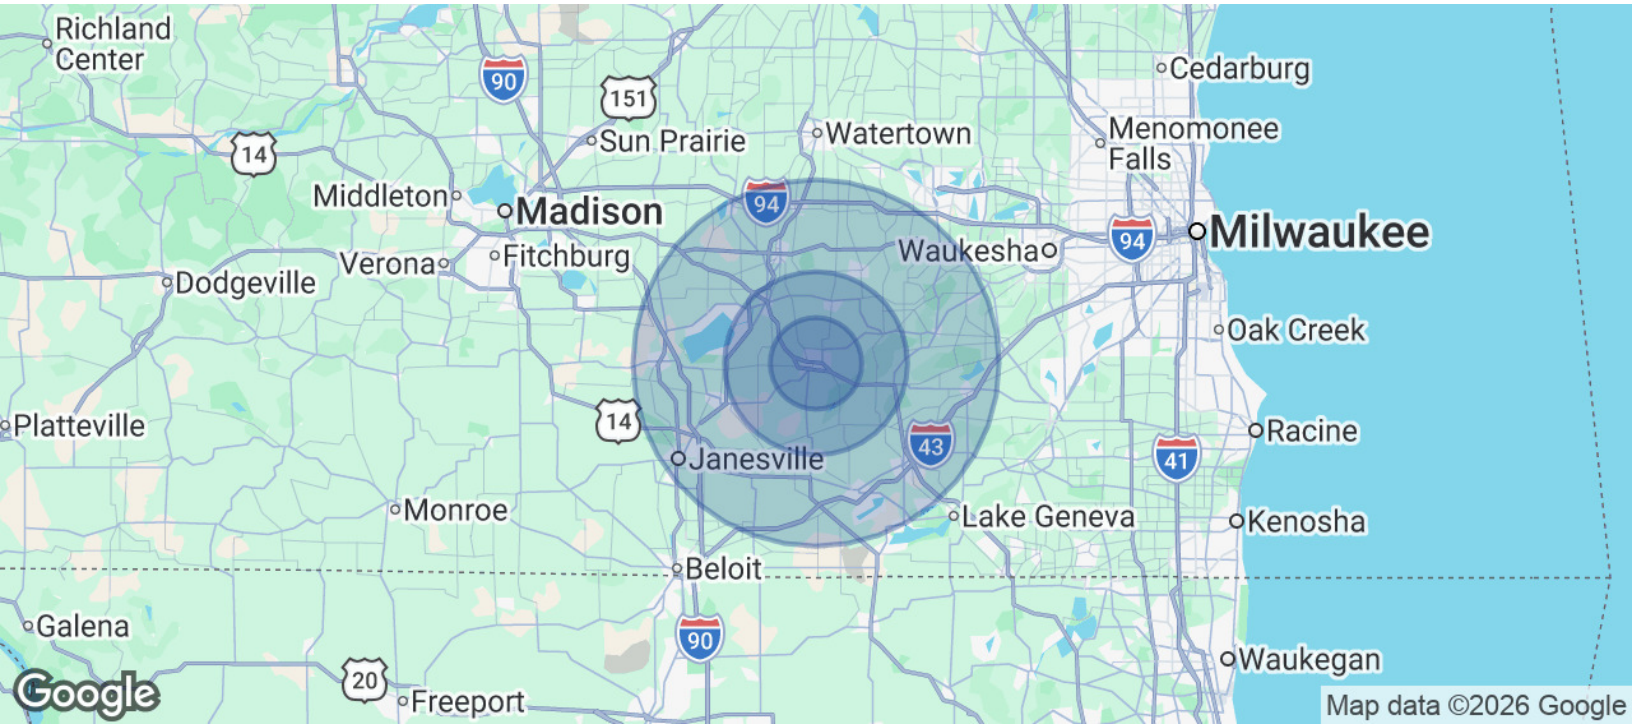 Richland
Center
Cedarburg
90
151
Menomonee
Falls
Watertown
Sun Prairie
14
Middleton
94
Madison
Milwaukee
94
Waukesha
Fitchburg
Verona
Dodgeville
Oak Creek
14
Platteville
43
Racine
41
Janesville
Monroe
Lake Geneva
Kenosha
Beloit
Galena
90
Waukegan
20
Google
Freeport
Map data ©2026 Google